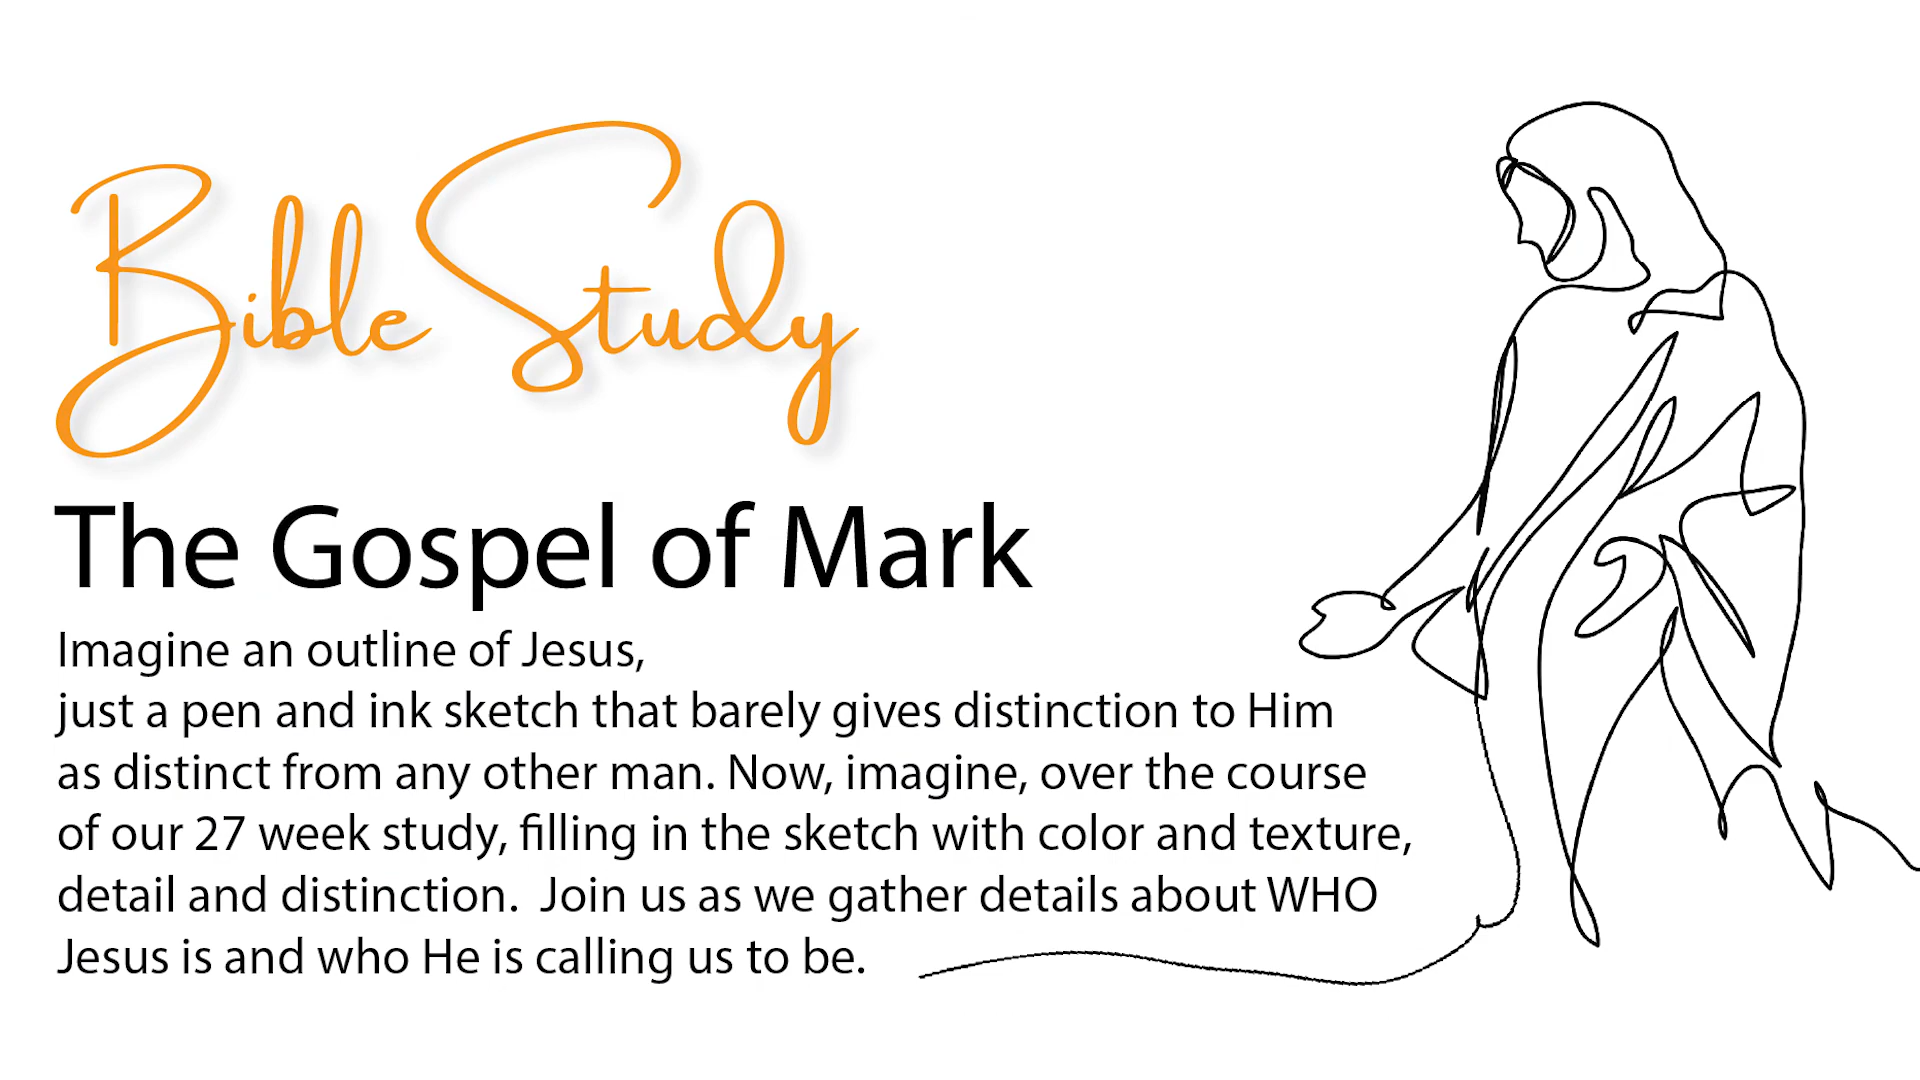 Bible Study
The Gospel of Mark
Imagine an outline of Jesus,
just a pen and ink sketch that barely gives distinction to Him
as distinct from any other man. Now, imagine, over the course
of our 27 week study, filling in the sketch with color and texture,
detail and distinction.  Join us as we gather details about WHO
Jesus is and who He is calling us to be.